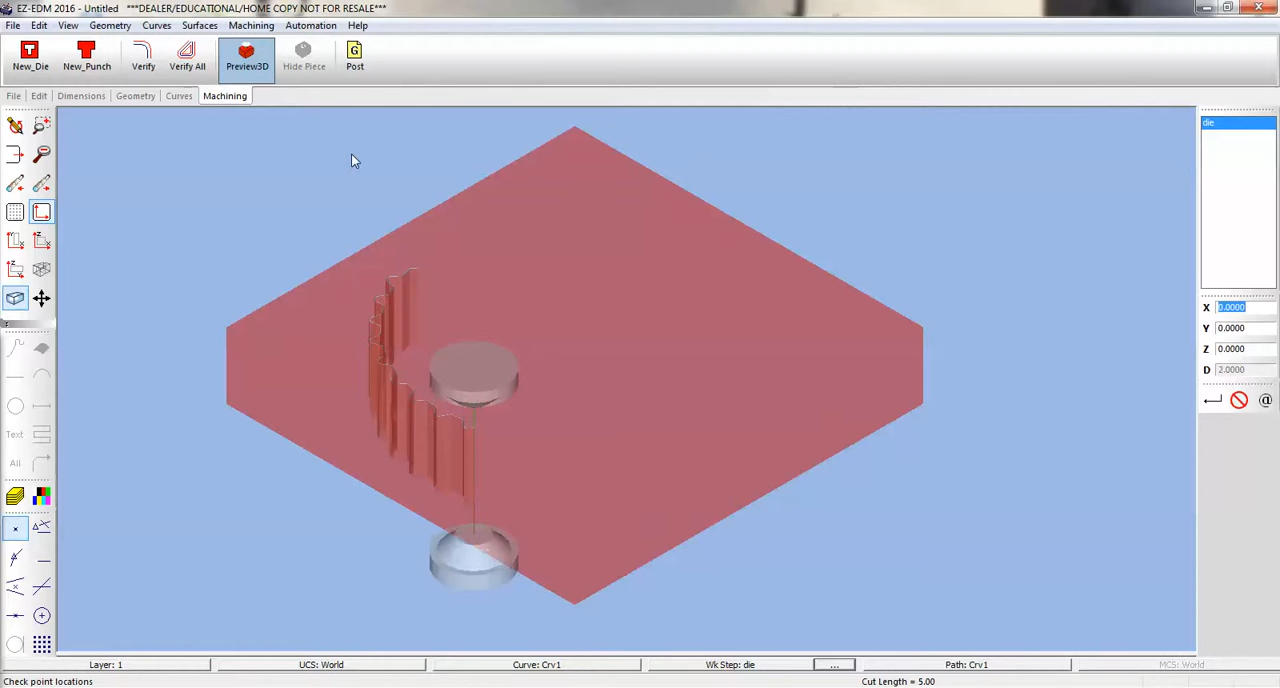 EZ-EDM 2016 - Untitled ***DEALER/EDUCATIONAL/HOME COPY NOT FOR RESALE***
File Edit View Geometry Curves Surfaces Machining Automation Help
New_Die New_Punch Verify Verify All Preview3D Hide Piece Post
File Edit Dimensions Geometry Curves Machining
die
X 0.0000
Y 0.0000
Z 0.0000
D 2.0000
Text
All
Layer: 1 UCS: World Curve: Crv1 Wk Step: die ... Path: Crv1 MCS: World
Check point locations Cut Length = 5.00